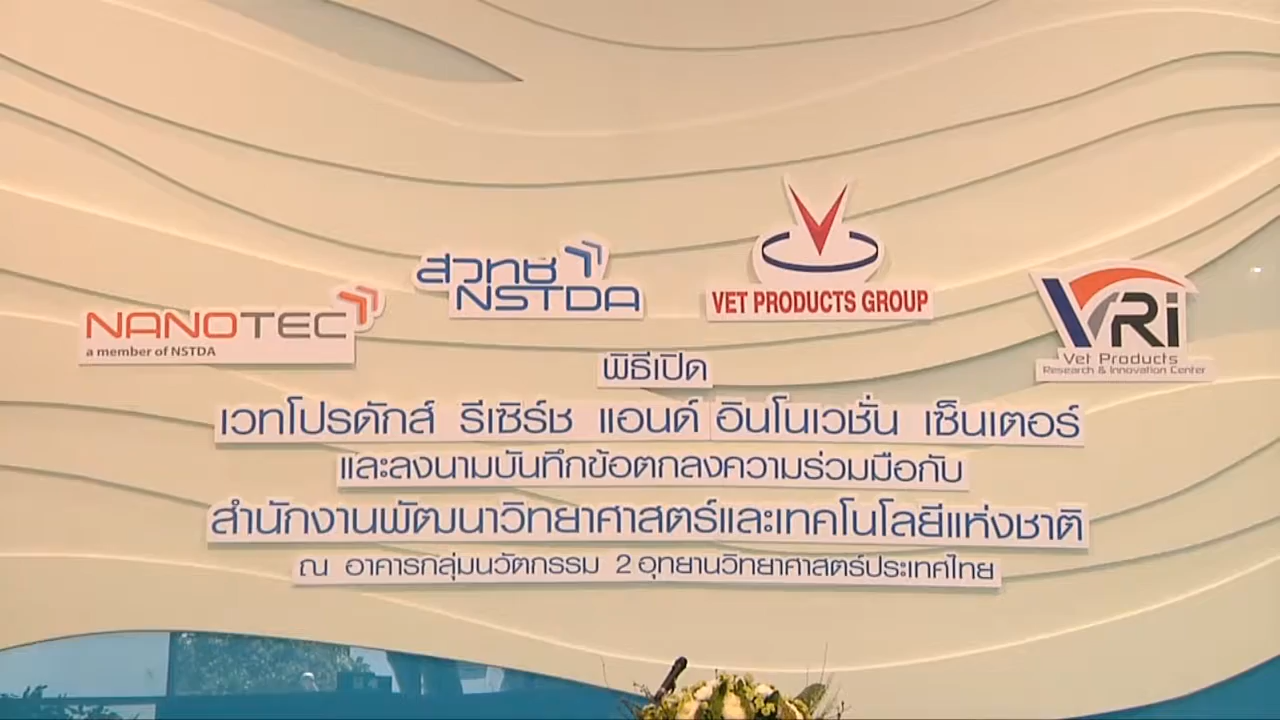 NANOTEC
a member of NSTDA
สวทช
NSTDA
VET PRODUCTS GROUP
VRi
Vet Products
Research & Innovation Center
พิธีเปิด
เวทโปรดักส์ รีเซิร์ช แอนด์ อินโนเวชั่น เซ็นเตอร์
และลงนามบันทึกข้อตกลงความร่วมมือกับ
สำนักงานพัฒนาวิทยาศาสตร์และเทคโนโลยีแห่งชาติ
ณ อาคารกลุ่มนวัตกรรม 2 อุทยานวิทยาศาสตร์ประเทศไทย